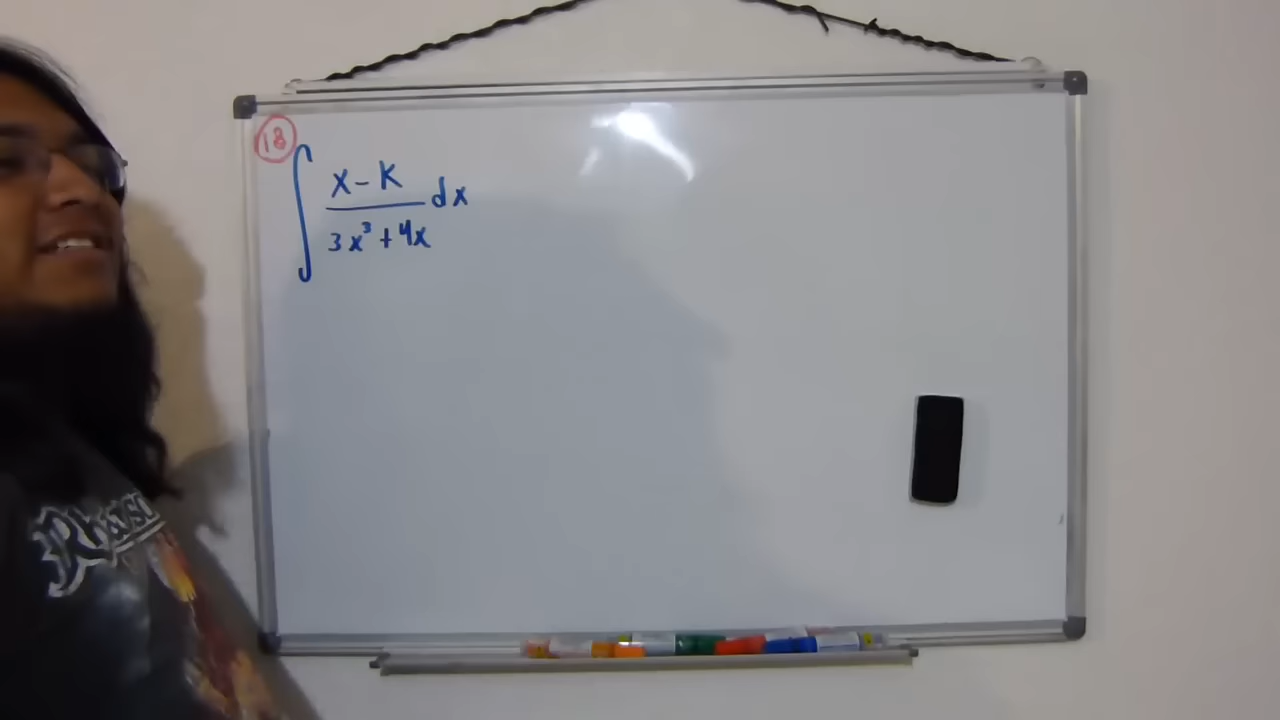 18
∫ x - k / 3x³ + 4x dx